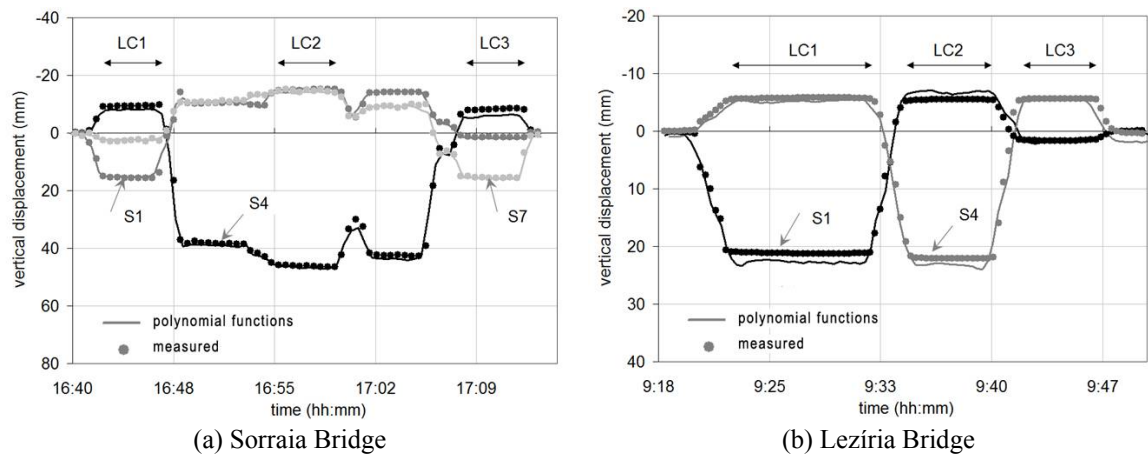 -40
-20
0
20
40
60
80
vertical displacement (mm)
LC1
LC2
LC3
S1
S4
S7
polynomial functions
measured
16:40
16:48
16:55
17:02
17:09
time (hh:mm)
(a) Sorraia Bridge
-20
-10
0
10
20
30
40
vertical displacement (mm)
LC1
LC2
LC3
S1
S4
polynomial functions
measured
9:18
9:25
9:33
9:40
9:47
time (hh:mm)
(b) Lezíria Bridge